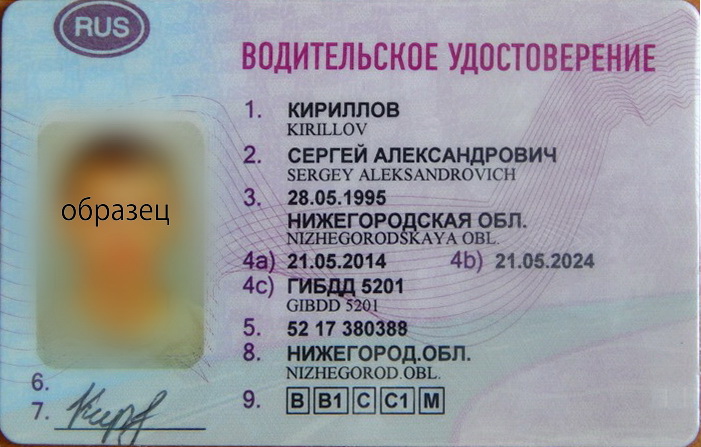 RUS
ВОДИТЕЛЬСКОЕ УДОСТОВЕРЕНИЕ
1. КИРИЛЛОВ
KIRILLOV
2. СЕРГЕЙ АЛЕКСАНДРОВИЧ
SERGEY ALEKSANDROVICH
3. 28.05.1995
НИЖЕГОРОДСКАЯ ОБЛ.
NIZHEGORODSKAYA OBL.
4a) 21.05.2014 4b) 21.05.2024
4c) ГИБДД 5201
GIBDD 5201
5. 52 17 380388
8. НИЖЕГОРОД.ОБЛ.
NIZHEGOROD.OBL.
9. B B1 C C1 M
образец
6.
7.